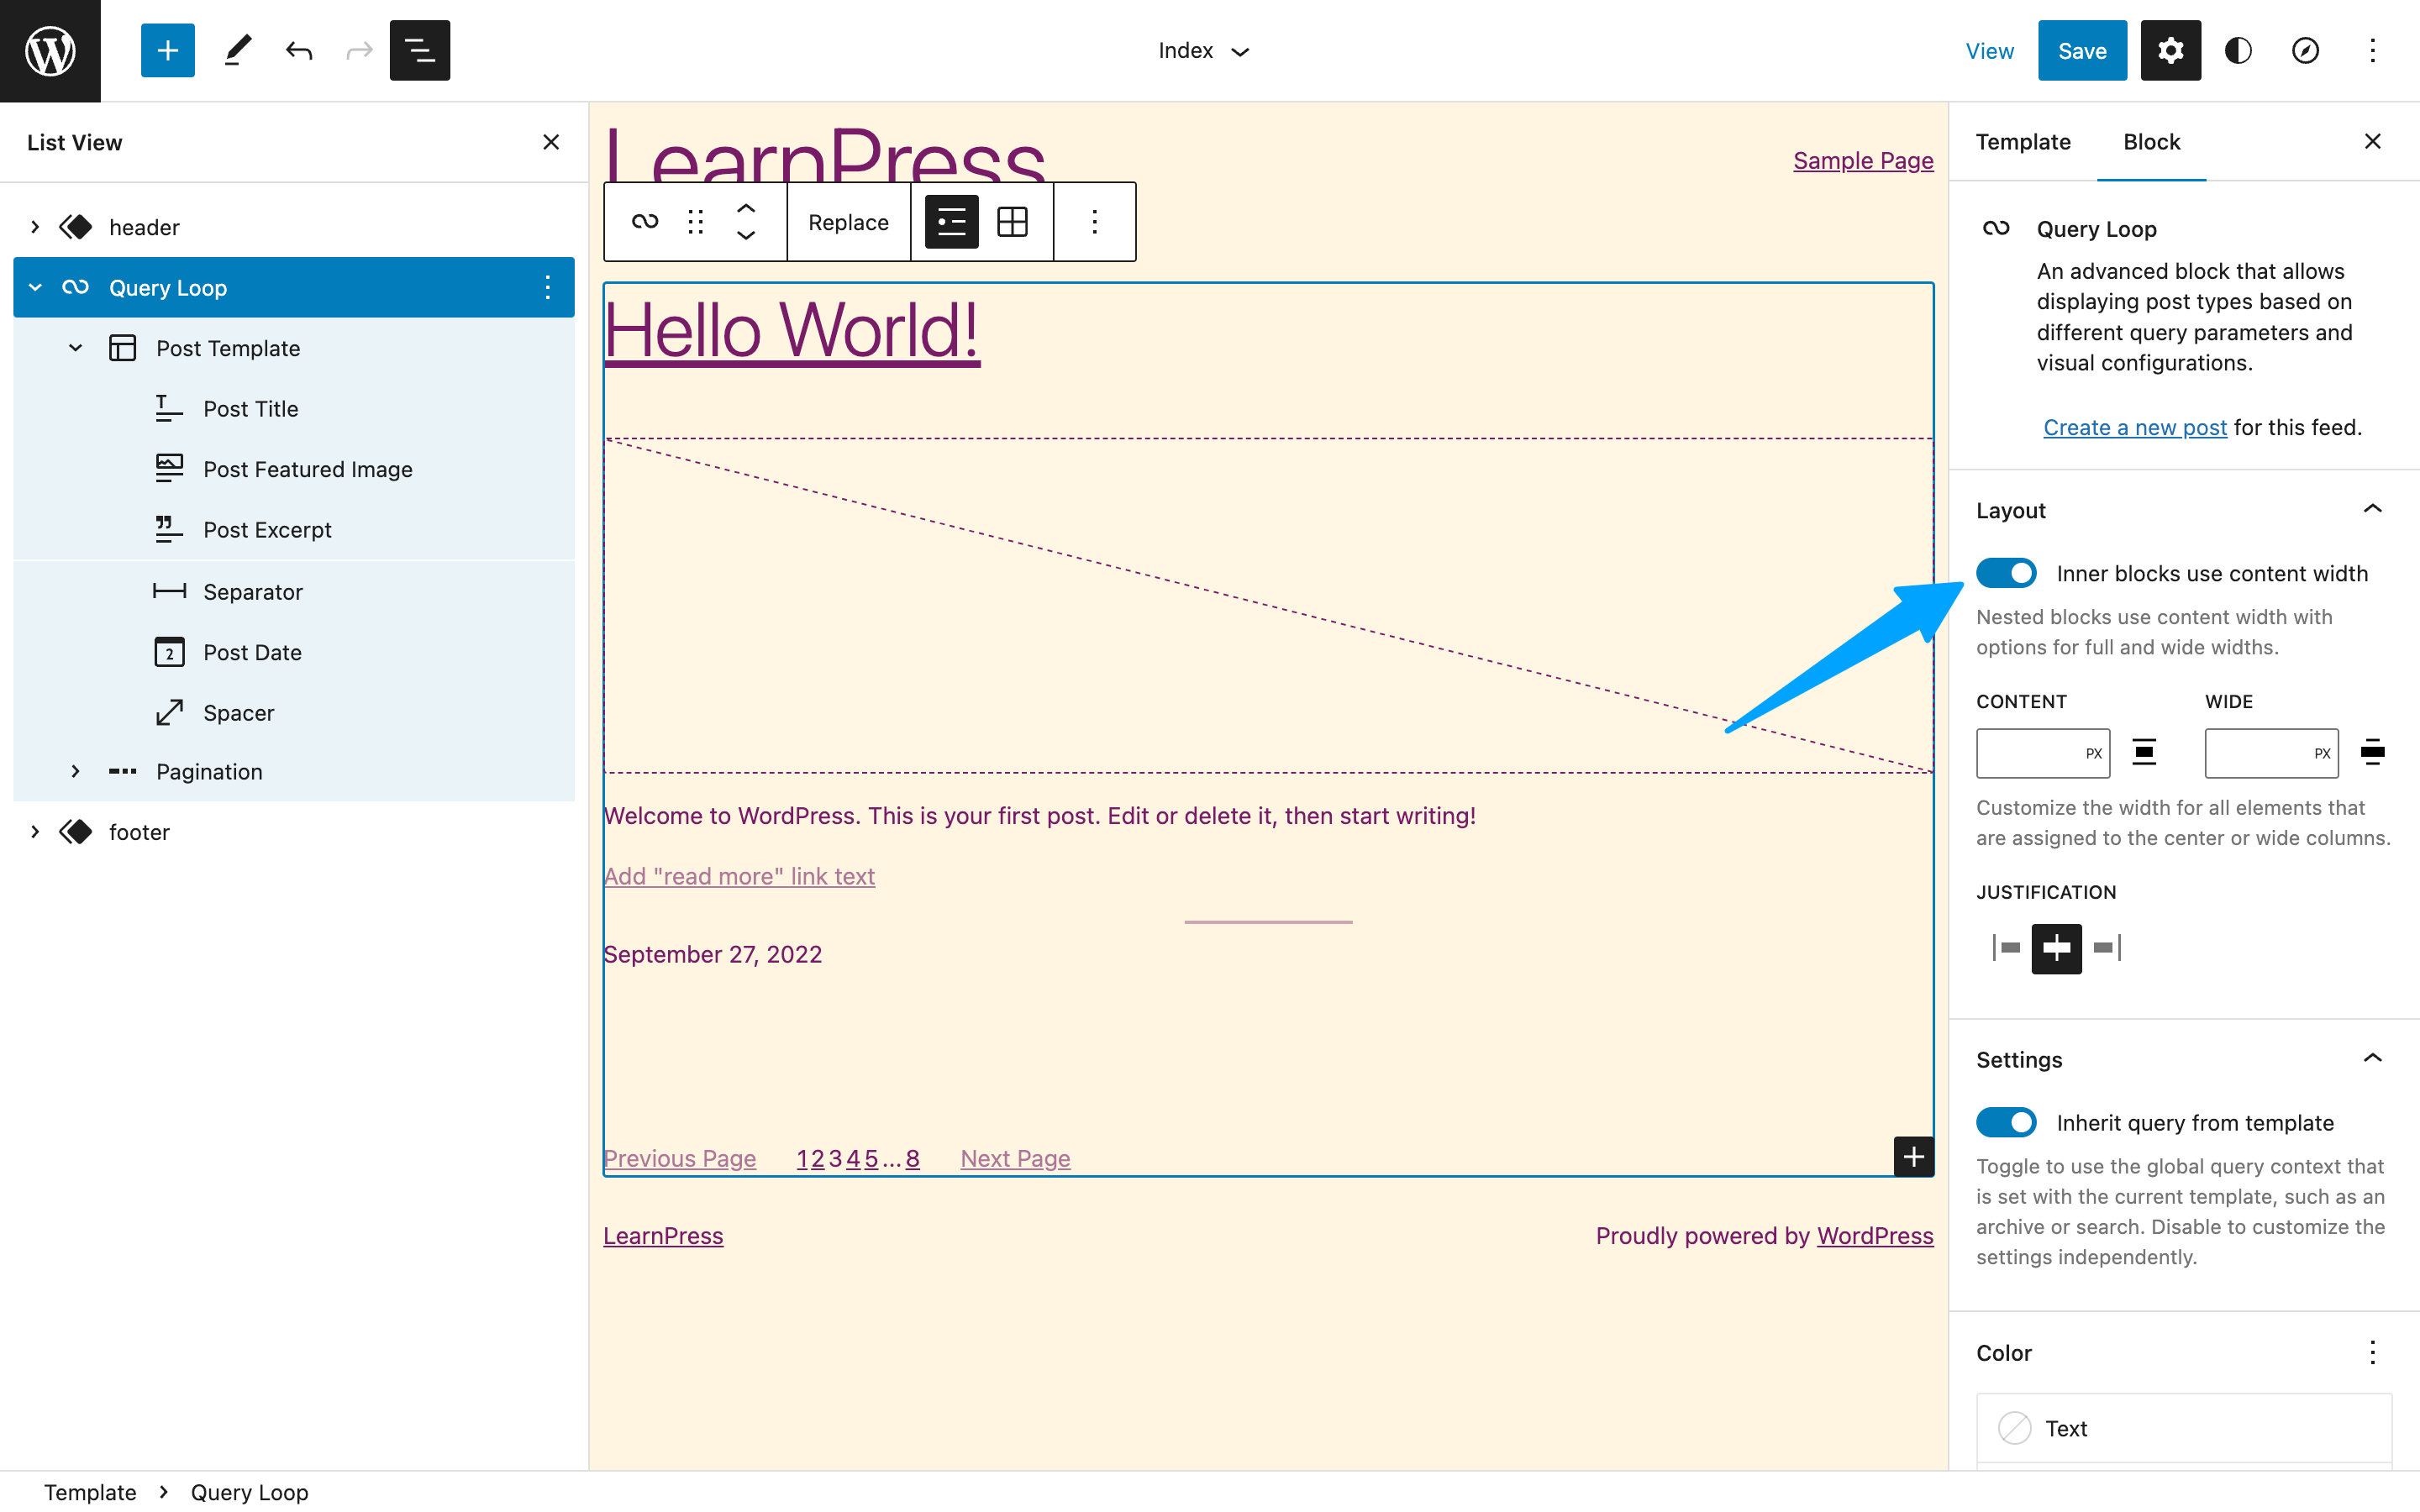 Index
View
Save
List View
header
Query Loop
Post Template
Post Title
Post Featured Image
Post Excerpt
Separator
2
Post Date
Spacer
Pagination
footer
LearnPress
Sample Page
Replace
Hello World!
Welcome to WordPress. This is your first post. Edit or delete it, then start writing!
Add "read more" link text
September 27, 2022
Previous Page 1 2 3 4 5 ... 8 Next Page
LearnPress
Proudly powered by WordPress
Template
Block
Query Loop
An advanced block that allows
displaying post types based on
different query parameters and
visual configurations.
Create a new post for this feed.
Layout
Inner blocks use content width
Nested blocks use content width with
options for full and wide widths.
CONTENT
WIDE
PX
PX
Customize the width for all elements that
are assigned to the center or wide columns.
JUSTIFICATION
Settings
Inherit query from template
Toggle to use the global query context that
is set with the current template, such as an
archive or search. Disable to customize the
settings independently.
Color
Text
Template
Query Loop